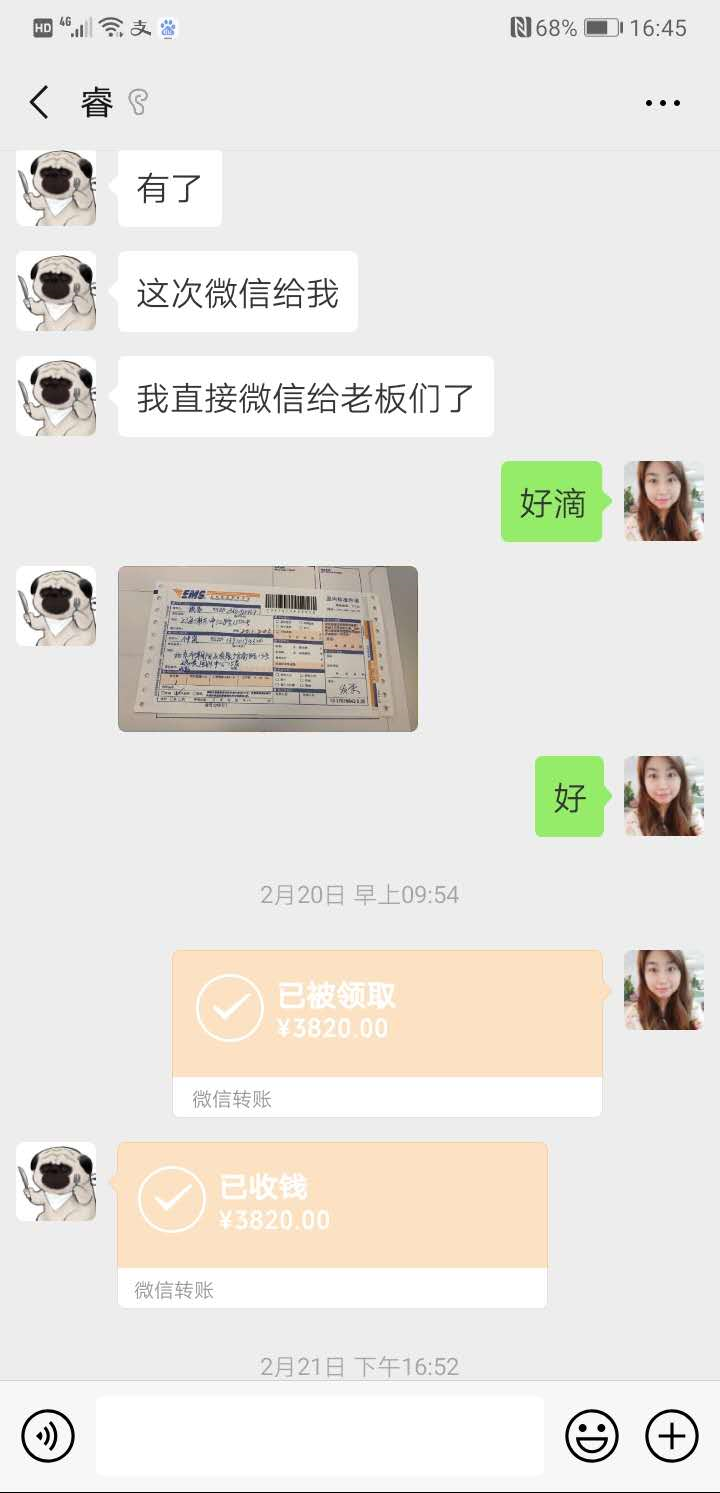 HD 4G 支 68% 16:45
睿
有了
这次微信给我
我直接微信给老板们了
好滴
EMS
好
2月20日 早上09:54
已被领取
¥3820.00
微信转账
已收钱
¥3820.00
微信转账
2月21日 下午16:52